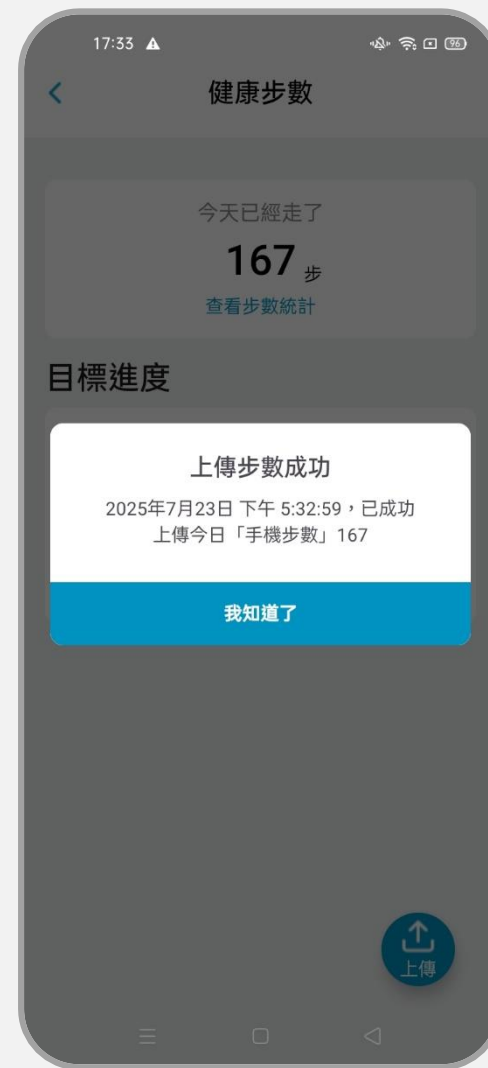 17:33
96
健康步數
今天已經走了
167 步
查看步數統計
目標進度
上傳步數成功
2025年7月23日 下午 5:32:59，已成功
上傳今日「手機步數」167
我知道了
上傳